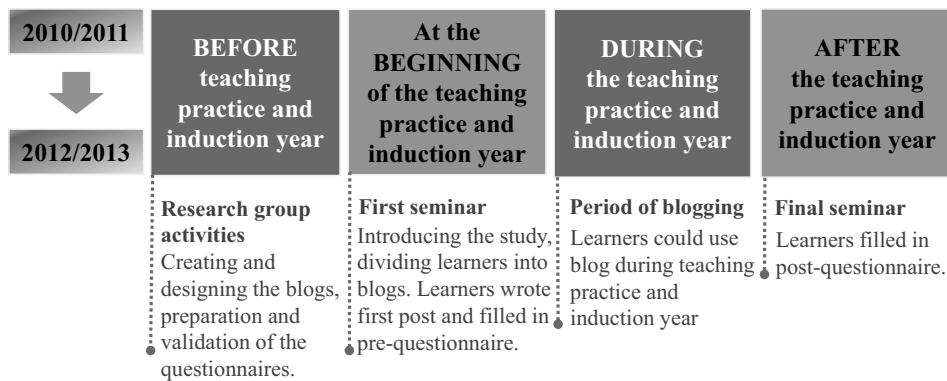 2010/2011
2012/2013
BEFORE
teaching
practice and
induction year
At the
BEGINNING
of the teaching
practice and
induction year
DURING
the teaching
practice and
induction year
AFTER
the teaching
practice and
induction year
Research group
activities
Creating and
designing the blogs,
preparation and
validation of the
questionnaires.
First seminar
Introducing the study,
dividing learners into
blogs. Learners wrote
first post and filled in
pre-questionnaire.
Period of blogging
Learners could use
blog during teaching
practice and
induction year
Final seminar
Learners filled in
post-questionnaire.